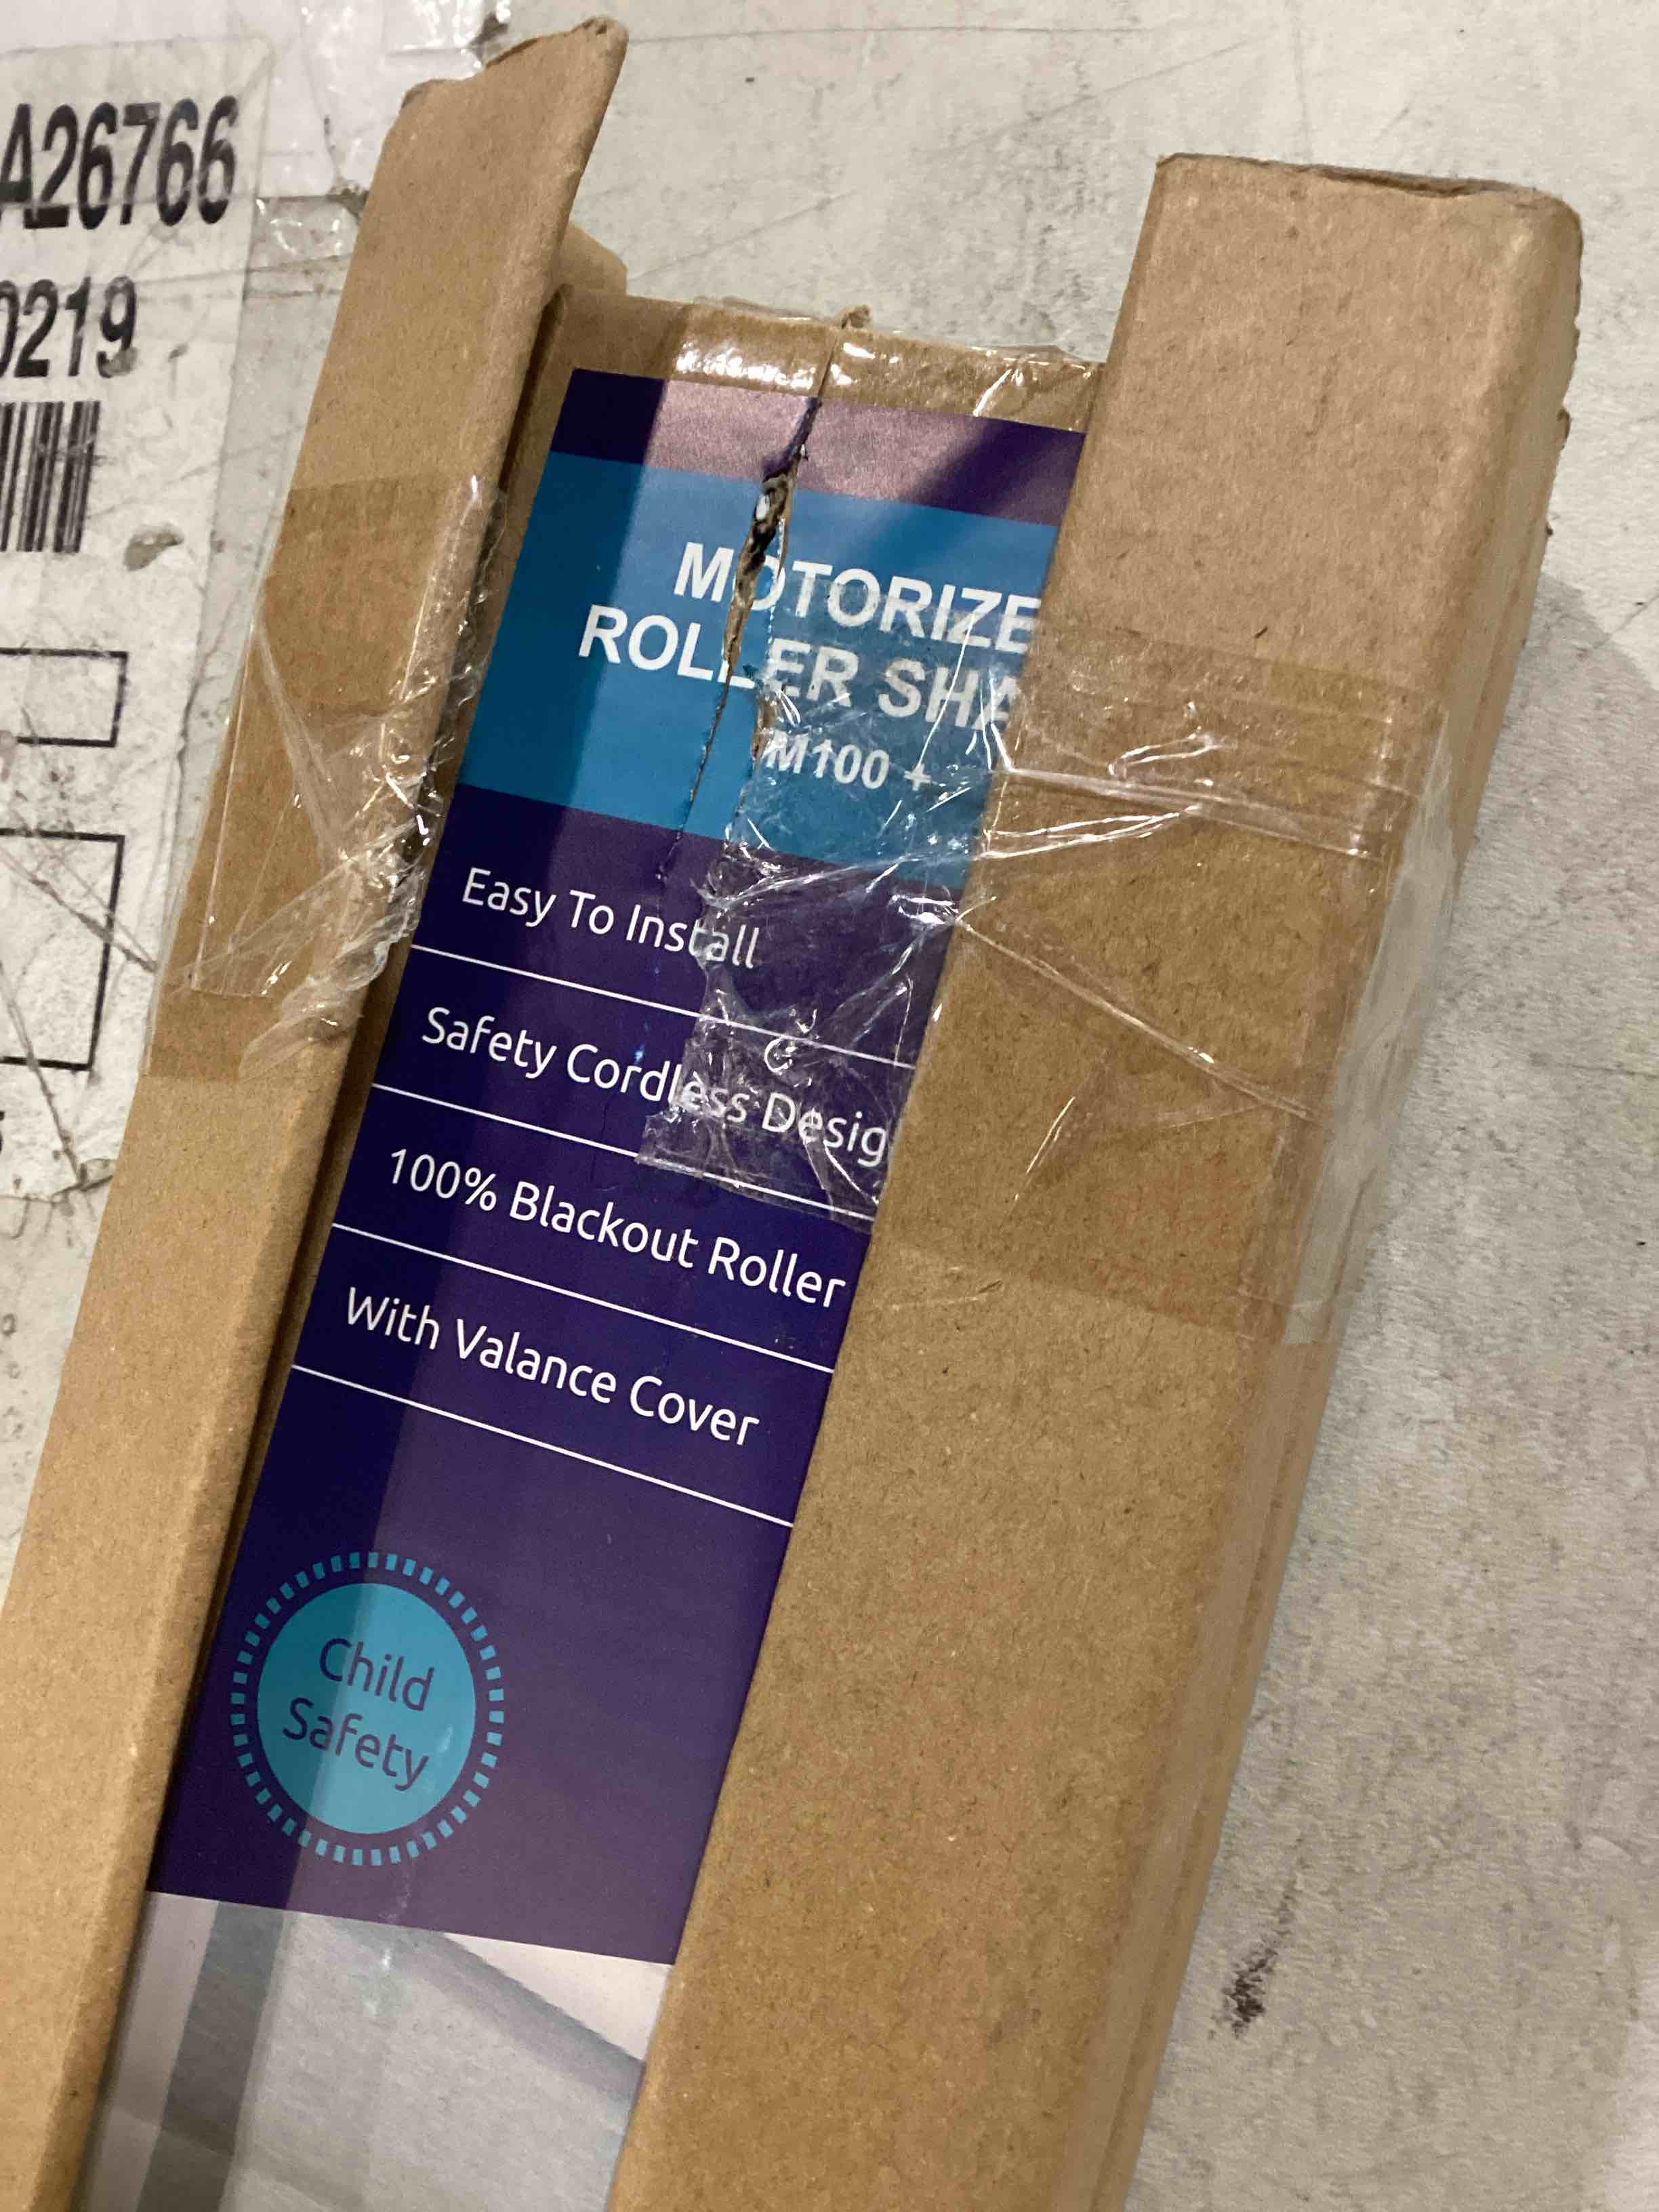 A26766
0219
MOTORIZE
ROLLER SHA
M100 +
Easy To Install
Safety Cordless Desig
100% Blackout Roller
With Valance Cover
Child
Safety